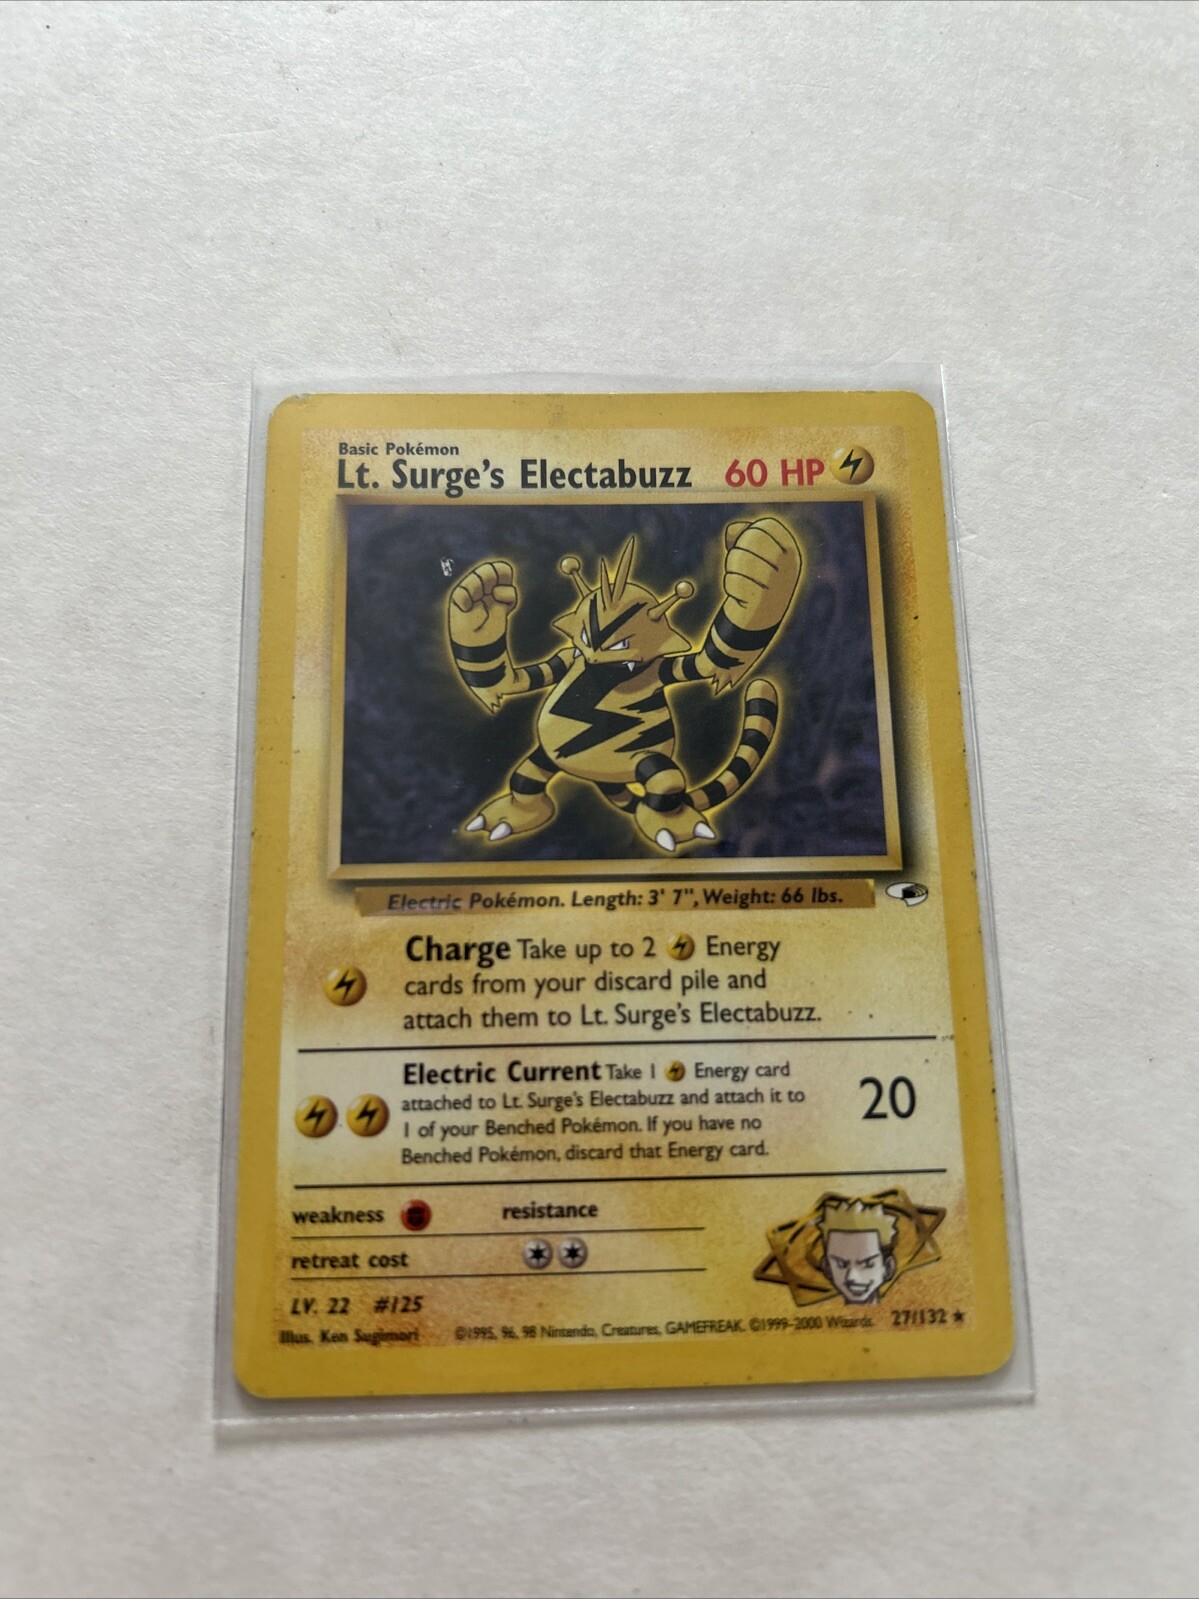 Basic Pokémon
Lt. Surge's Electabuzz 60 HP
Electric Pokémon. Length: 3' 7", Weight: 66 lbs.
Charge Take up to 2 Energy
cards from your discard pile and
attach them to Lt. Surge's Electabuzz.
Electric Current Take 1 Energy card
attached to Lt. Surge's Electabuzz and attach it to
1 of your Benched Pokémon. If you have no
Benched Pokémon, discard that Energy card.
20
weakness resistance
retreat cost
LV. 22 #125
Illus. Ken Sugimori ©1995, 96, 98 Nintendo, Creatures, GAMEFREAK. ©1999-2000 Wizards. 27/132 ★